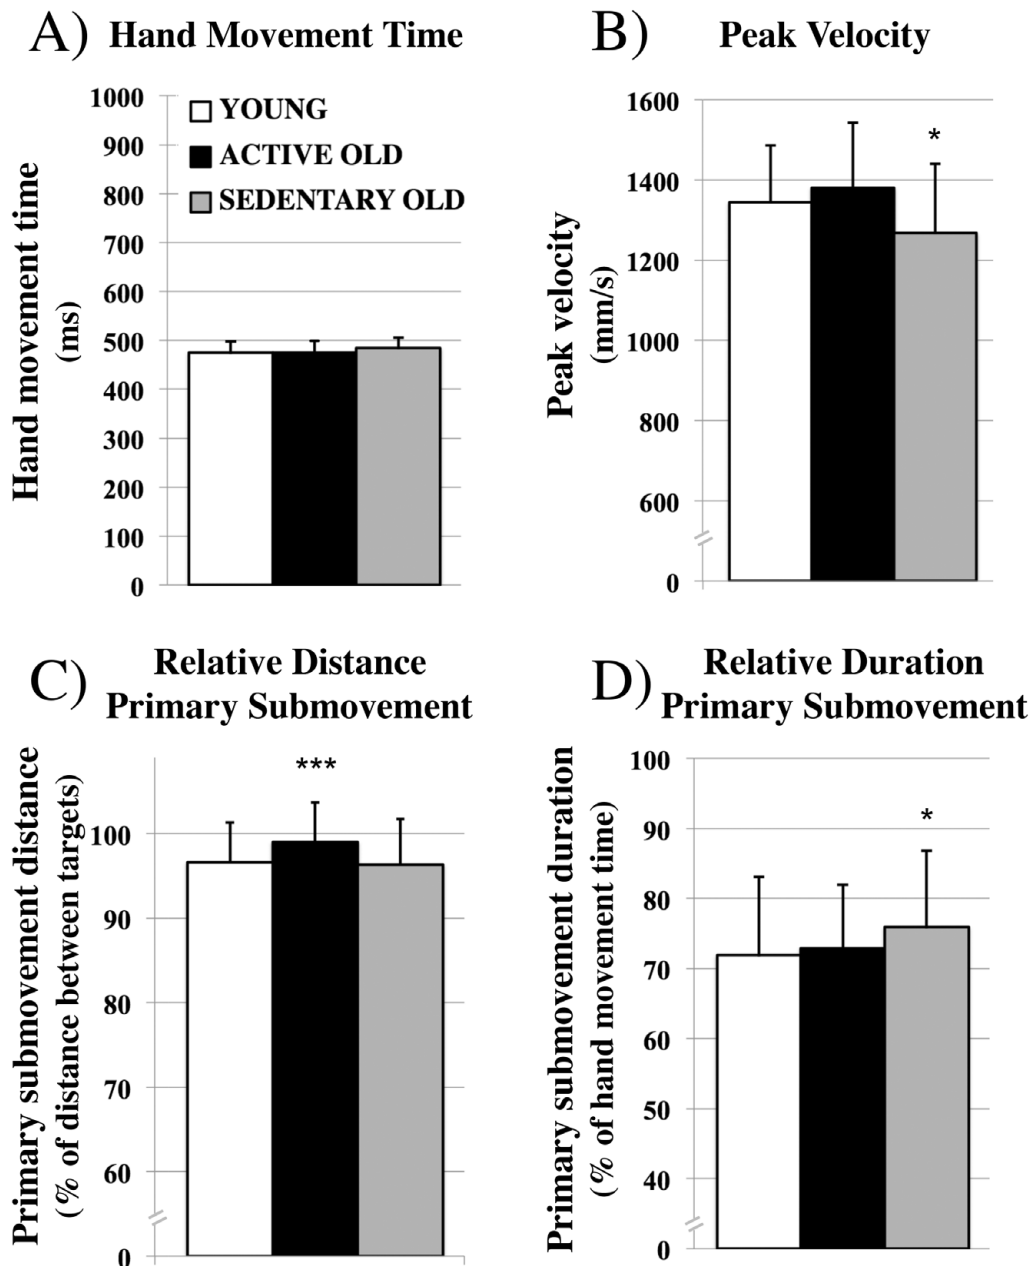 A) Hand Movement Time
Hand movement time
(ms)
1000
900
800
700
600
500
400
300
200
100
0
YOUNG
ACTIVE OLD
SEDENTARY OLD
B) Peak Velocity
Peak velocity
(mm/s)
1600
1400
1200
1000
800
600
0
*
C) Relative Distance
Primary Submovement
Primary submovement distance
(% of distance between targets)
100
90
80
70
60
0
***
D) Relative Duration
Primary Submovement
Primary submovement duration
(% of hand movement time)
100
90
80
70
60
50
40
0
*